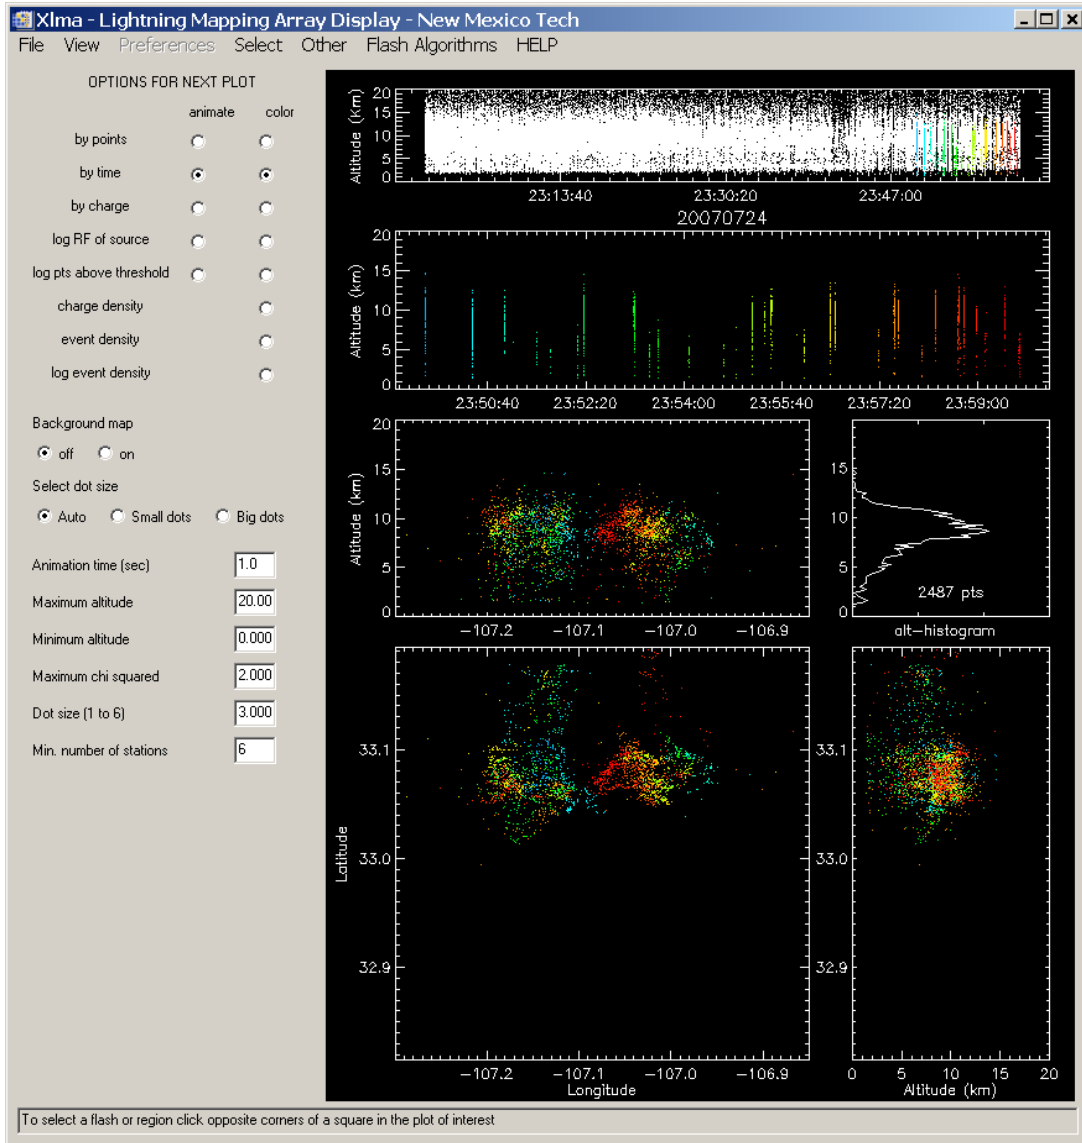 Xlma - Lightning Mapping Array Display - New Mexico Tech
File View Preferences Select Other Flash Algorithms HELP
OPTIONS FOR NEXT PLOT
animate color
by points
by time
by charge
log RF of source
log pts above threshold
charge density
event density
log event density
Background map
off on
Select dot size
Auto Small dots Big dots
Animation time (sec) 1.0
Maximum altitude 20.00
Minimum altitude 0.000
Maximum chi squared 2.000
Dot size (1 to 6) 3.000
Min. number of stations 6
Altitude (Km)
20
15
10
5
0
23:13:40 23:30:20 23:47:00
20070724
Altitude (km)
20
15
10
5
0
23:50:40 23:52:20 23:54:00 23:55:40 23:57:20 23:59:00
Altitude (km)
20
15
10
5
0
-107.2 -107.1 -107.0 -106.9
15
10
5
0
2487 pts
alt-histogram
Latitude
33.1
33.0
32.9
-107.2 -107.1 -107.0 -106.9
Longitude
33.1
33.0
32.9
0 5 10 15 20
Altitude (km)
To select a flash or region click opposite corners of a square in the plot of interest